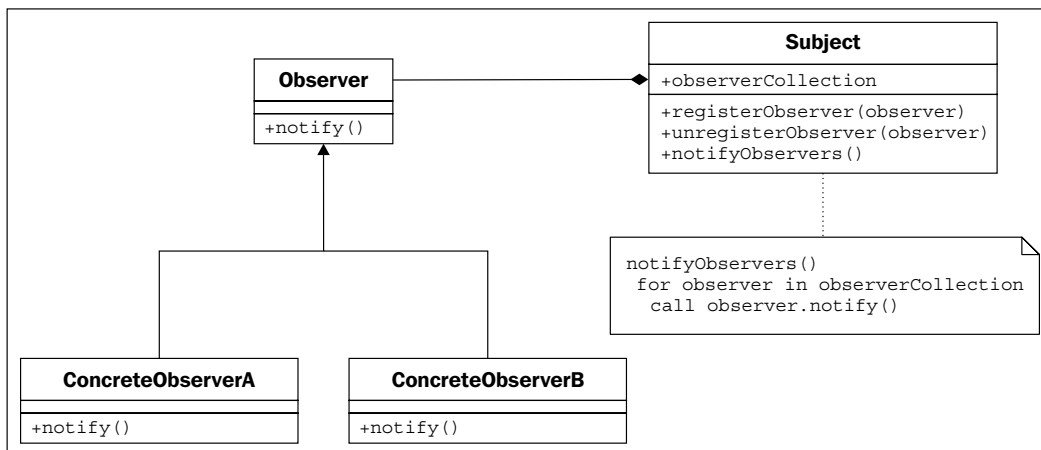 Observer
+notify()
Subject
+observerCollection
+registerObserver(observer)
+unregisterObserver(observer)
+notifyObservers()
notifyObservers()
for observer in observerCollection
call observer.notify()
ConcreteObserverA
+notify()
ConcreteObserverB
+notify()